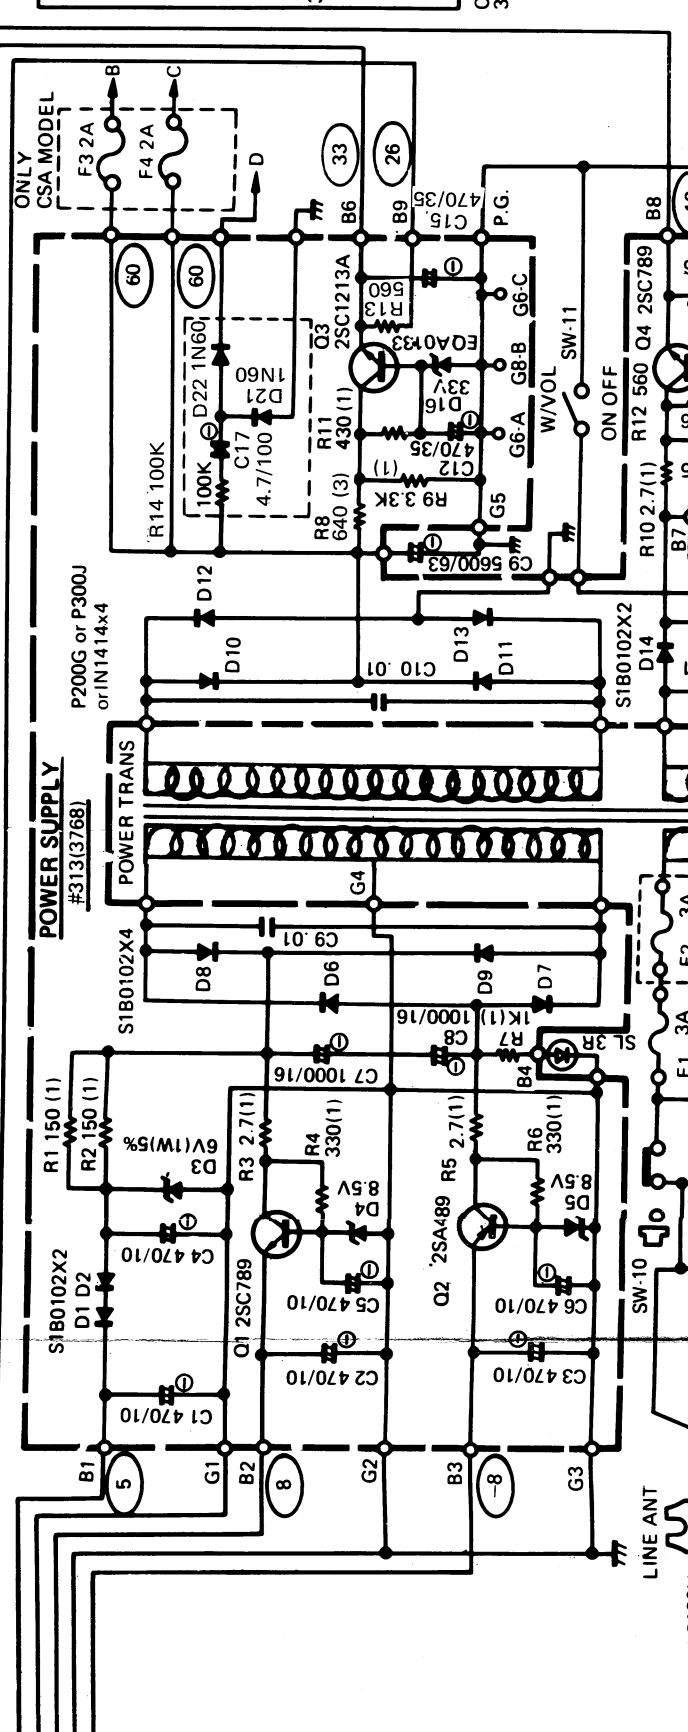 ONLY
CSA MODEL
F3 2A
F4 2A
B
C
D
33
26
B6
B9
C15
470/35
P.G.
B8
60
60
D22 1N60
D21
1N60
C17
4.7/100
100K
R14 100K
Q3
2SC1213A
R13
560
EQA0133
33V
D16
R11
430 (1)
C12
470/35
R9 3.3K
(1)
R8
640 (3)
G6-C
G8-B
G6-A
G5
C9 5600/63
W/VOL
SW-11
ON OFF
Q4 2SC789
R12 560
R10 2.7(1)
B7
D14
S1B0102X2
P200G or P300J
or IN1414x4
D12
D10
D13
D11
C10 .01
POWER SUPPLY
#313(3768)
POWER TRANS
G4
C9 .01
S1B0102X4
D8
D6
D9
D7
1000/16
C8
1K(1)
R7
SL 3R
B4
C7 1000/16
R1 150 (1)
R2 150 (1)
6V(1W)5%
D3
R3 2.7(1)
R4
330(1)
8.5V
D4
R5 2.7(1)
R6
330(1)
8.5V
D5
C4 470/10
S1B0102X2
D1 D2
Q1 2SC789
C5 470/10
C2 470/10
Q2 2SA489
C6 470/10
C3 470/10
C1 470/10
B1
5
G1
B2
8
G2
B3
-8
G3
SW-10
3A
F2
3A
F1
LINE ANT